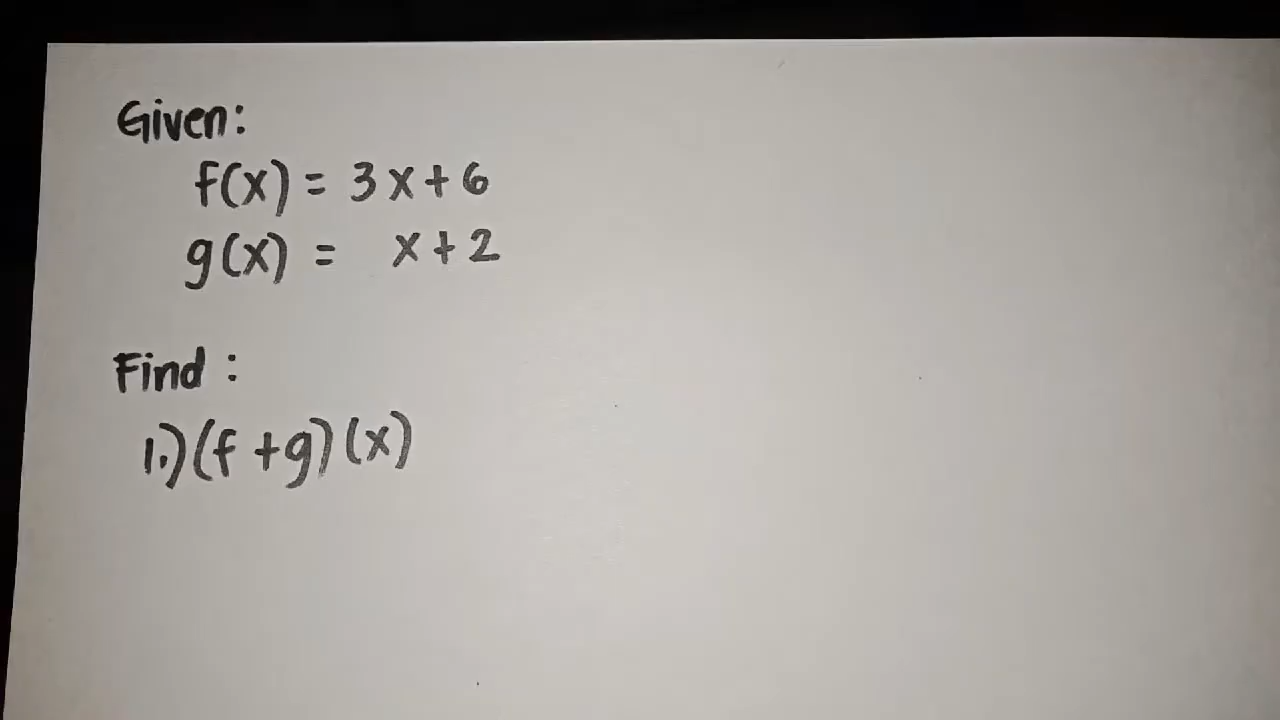 Given:
f(x) = 3x+6
g(x) = x+2
Find :
1.)(f +g)(x)